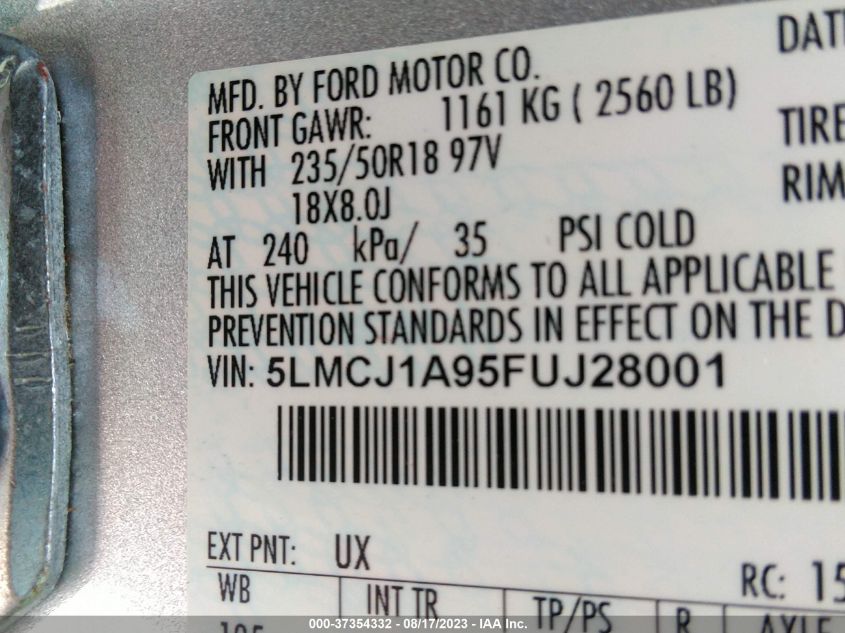 DAT
MFD. BY FORD MOTOR CO.
FRONT GAWR: 1161 KG ( 2560 LB)
TIRE
WITH 235/50R18 97V
RIM
18X8.0J
AT 240 kPa/ 35 PSI COLD
THIS VEHICLE CONFORMS TO ALL APPLICABLE
PREVENTION STANDARDS IN EFFECT ON THE D
VIN: 5LMCJ1A95FUJ28001
EXT PNT: UX
RC: 15
WB INT TR TP/PS R AXLE
000-37354332 - 08/17/2023 - IAA Inc.